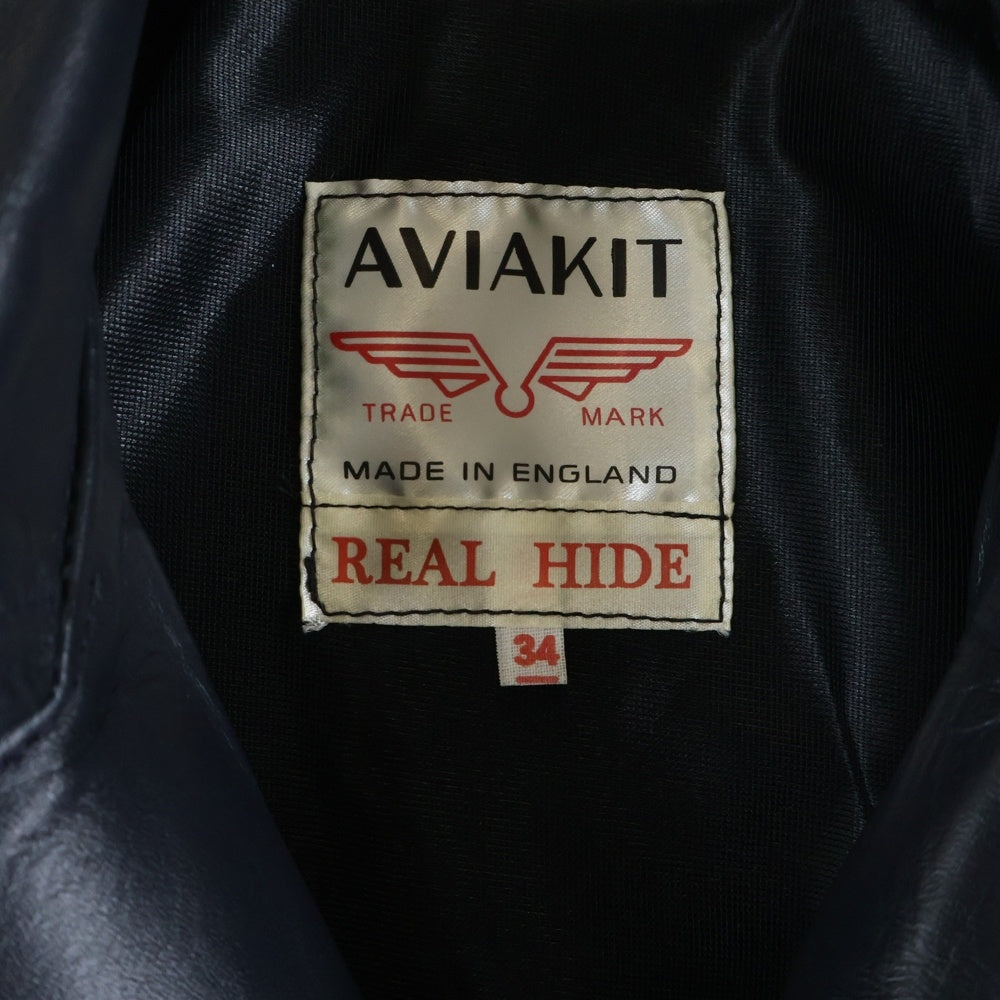 AVIAKIT
TRADE MARK
MADE IN ENGLAND
REAL HIDE
34